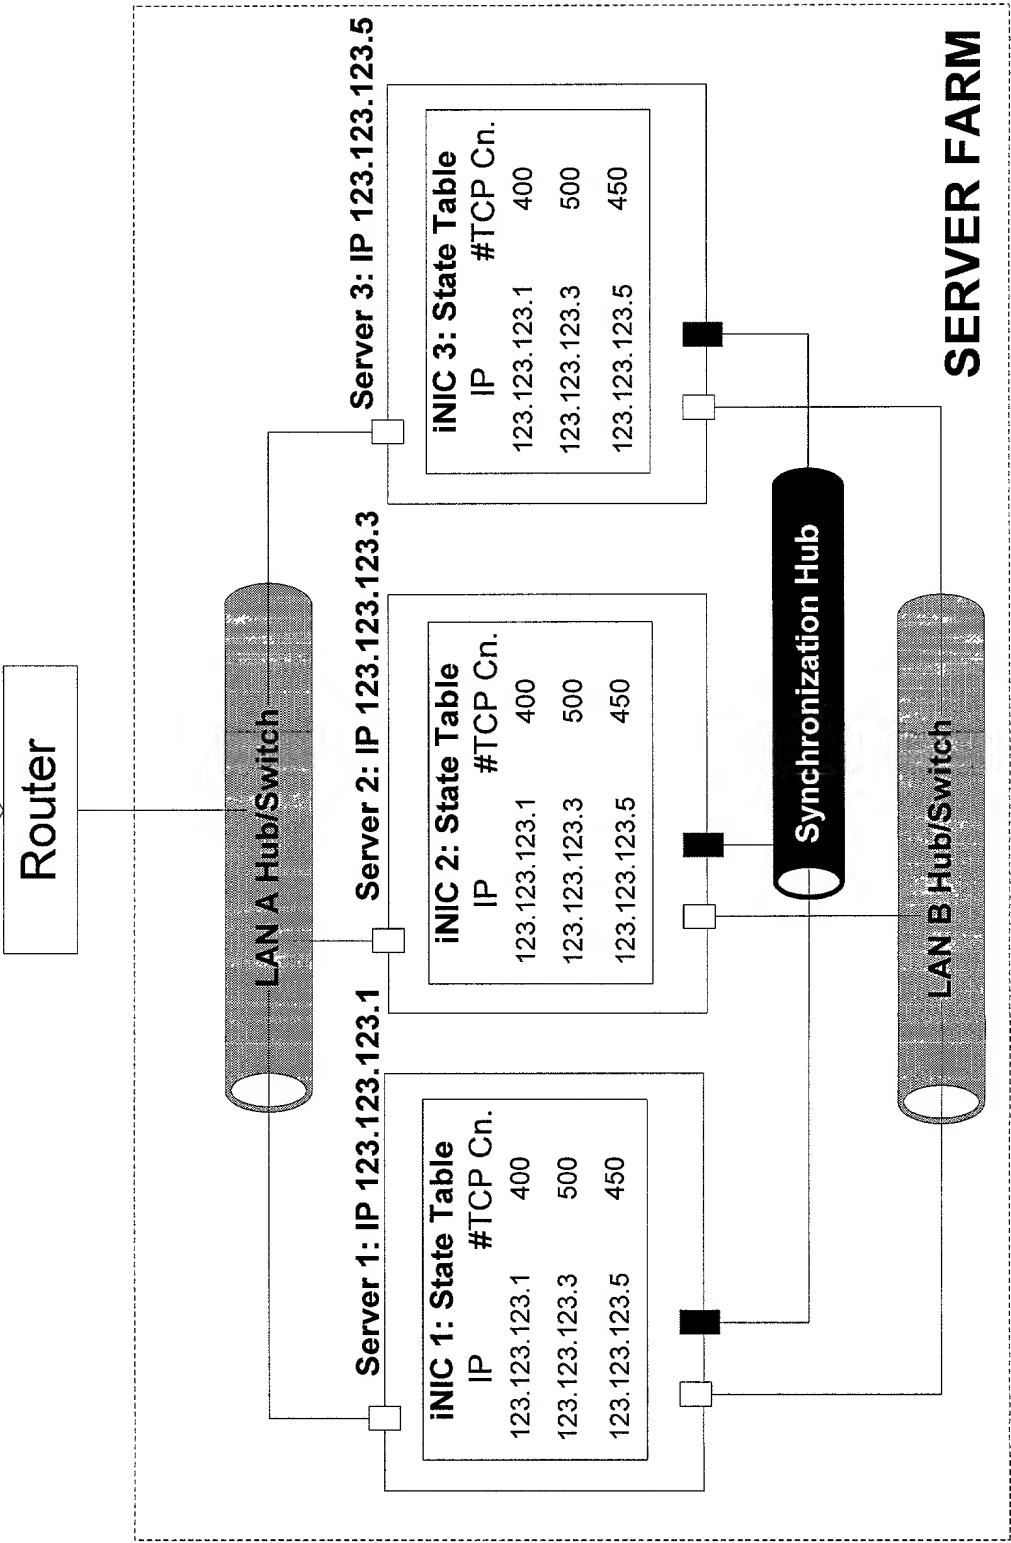 Router
LAN A Hub/Switch
Server 1: IP 123.123.123.1
iNIC 1: State Table
IP #TCP Cn.
123.123.123.1 400
123.123.123.3 500
123.123.123.5 450
Server 2: IP 123.123.123.3
iNIC 2: State Table
IP #TCP Cn.
123.123.123.1 400
123.123.123.3 500
123.123.123.5 450
Server 3: IP 123.123.123.5
iNIC 3: State Table
IP #TCP Cn.
123.123.123.1 400
123.123.123.3 500
123.123.123.5 450
Synchronization Hub
LAN B Hub/Switch
SERVER FARM